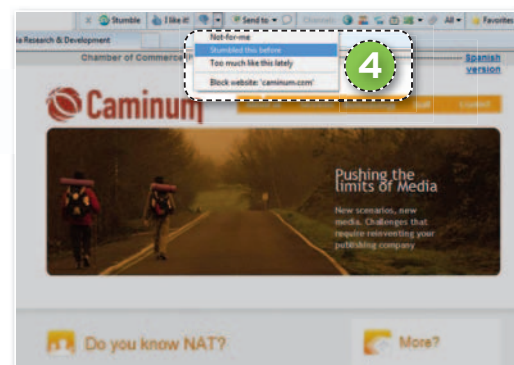 Stumble I like it! Send to Channels: All Favorites
ia Research & Development
Not-for-me
Stumbled this before
Too much like this lately
Block website: 'caminum.com'
4
Chamber of Commerce
Spanish
version
Caminum
Pushing the
limits of Media
New scenarios, new
media. Challenges that
require reinventing your
publishing company
Do you know NAT?
More?